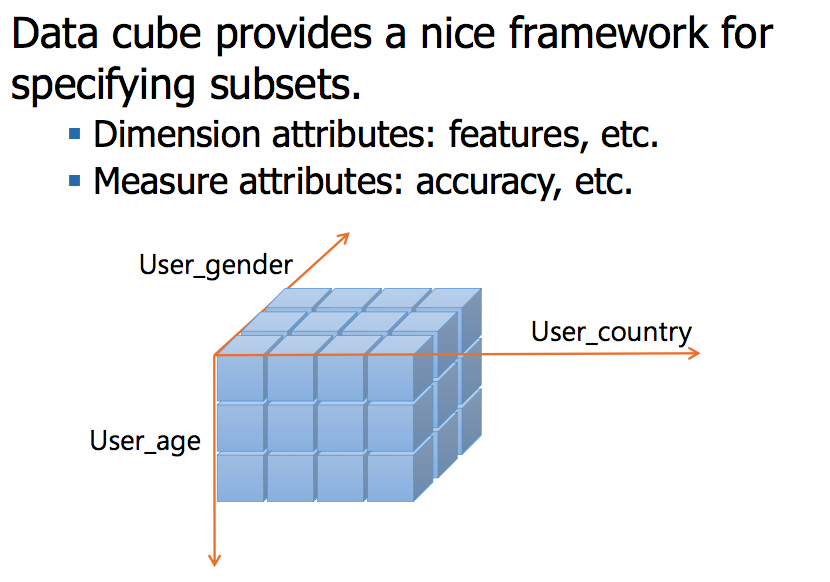 Data cube provides a nice framework for
specifying subsets.
Dimension attributes: features, etc.
Measure attributes: accuracy, etc.
User_gender
User_country
User_age